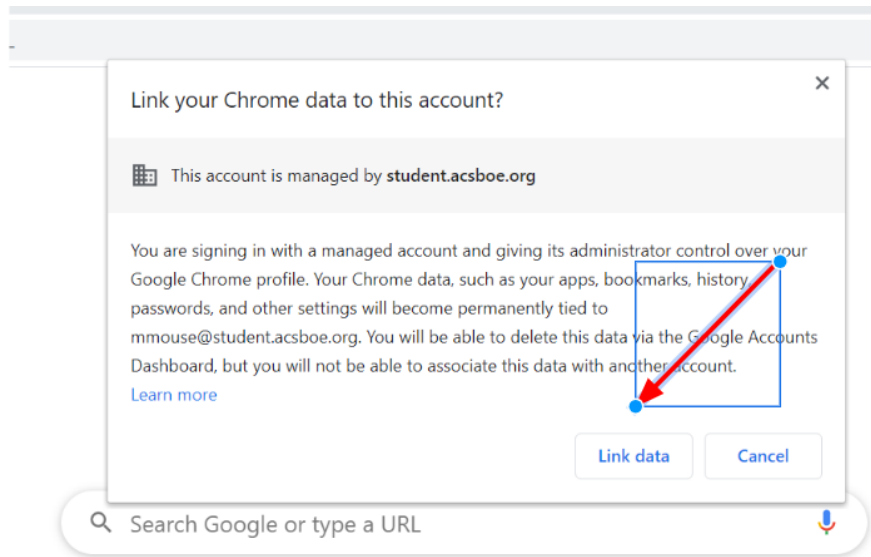 Link your Chrome data to this account?
This account is managed by student.acsboe.org
You are signing in with a managed account and giving its administrator control over your
Google Chrome profile. Your Chrome data, such as your apps, bookmarks, history,
passwords, and other settings will become permanently tied to
mmouse@student.acsboe.org. You will be able to delete this data via the Google Accounts
Dashboard, but you will not be able to associate this data with another account.
Learn more
Link data Cancel
Search Google or type a URL